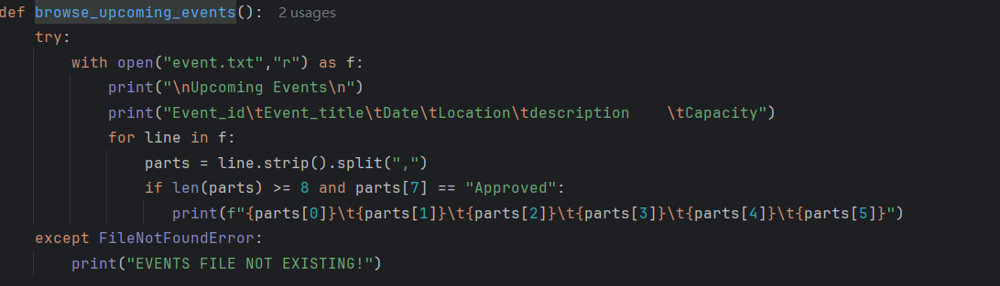 def browse_upcoming_events(): 2 usages
    try:
        with open("event.txt","r") as f:
            print("\nUpcoming Events\n")
            print("Event_id\tEvent_title\tDate\tLocation\tdescription    \tCapacity")
            for line in f:
                parts = line.strip().split(",")
                if len(parts) >= 8 and parts[7] == "Approved":
                   print(f"{parts[0]}\t{parts[1]}\t{parts[2]}\t{parts[3]}\t{parts[4]}\t{parts[5]}")
    except FileNotFoundError:
        print("EVENTS FILE NOT EXISTING!")